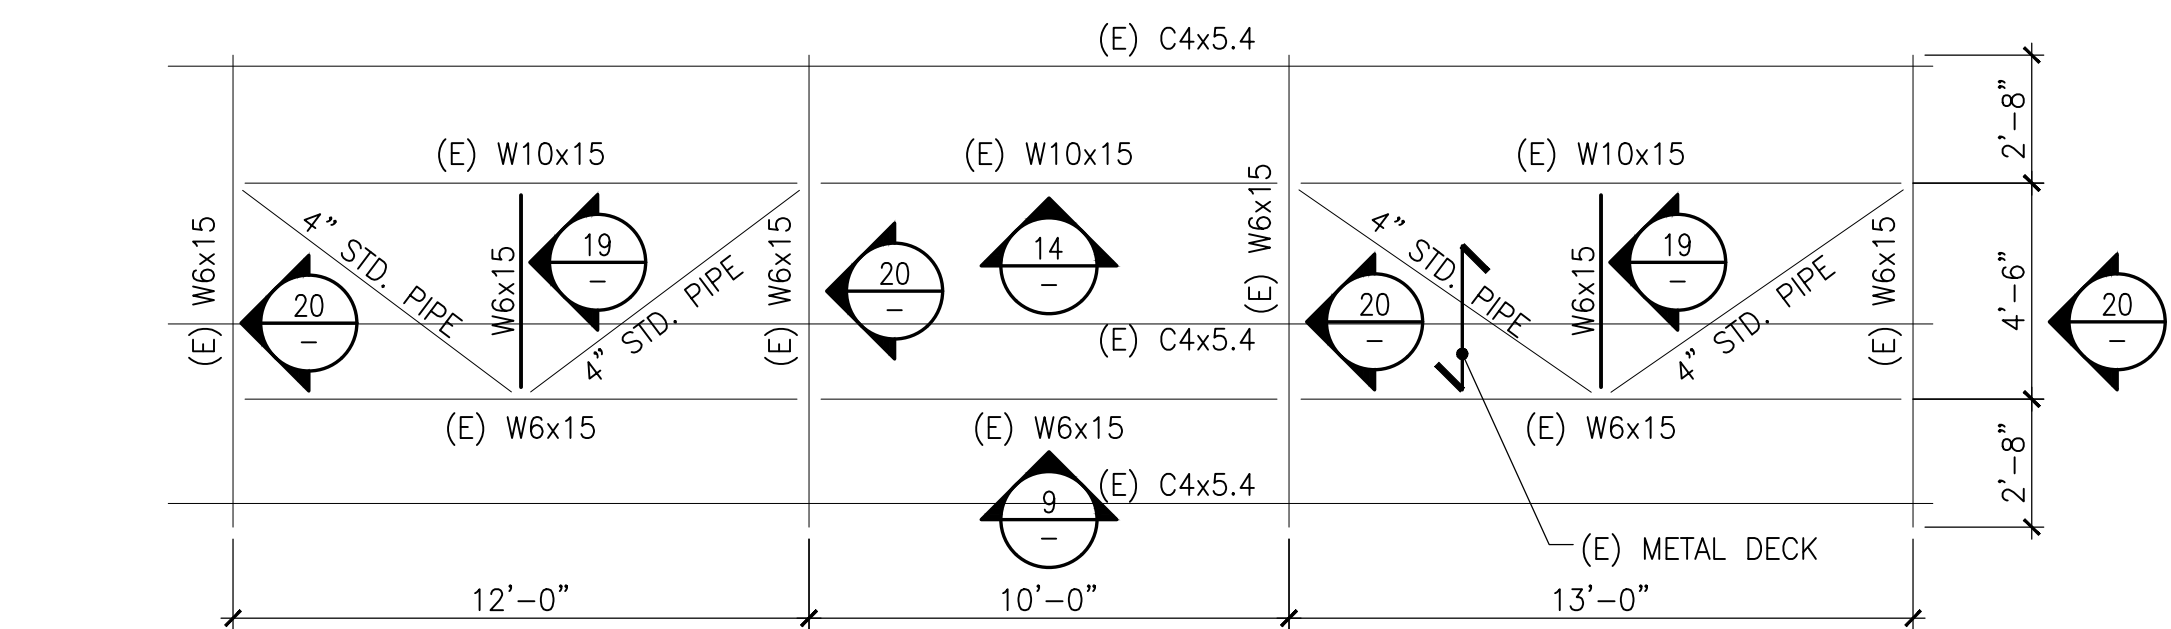 (E) C4x5.4
2'-8"
(E) W10x15
(E) W10x15
(E) W10x15
(E) W6x15
4" STD. PIPE
W6x15
19
-
4" STD. PIPE
(E) W6x15
20
-
20
-
14
-
(E) W6x15
4" STD. PIPE
20
-
W6x15
19
-
4" STD. PIPE
(E) W6x15
4'-6"
20
-
(E) C4x5.4
(E) W6x15
(E) W6x15
(E) W6x15
2'-8"
(E) C4x5.4
9
-
(E) METAL DECK
12'-0"
10'-0"
13'-0"